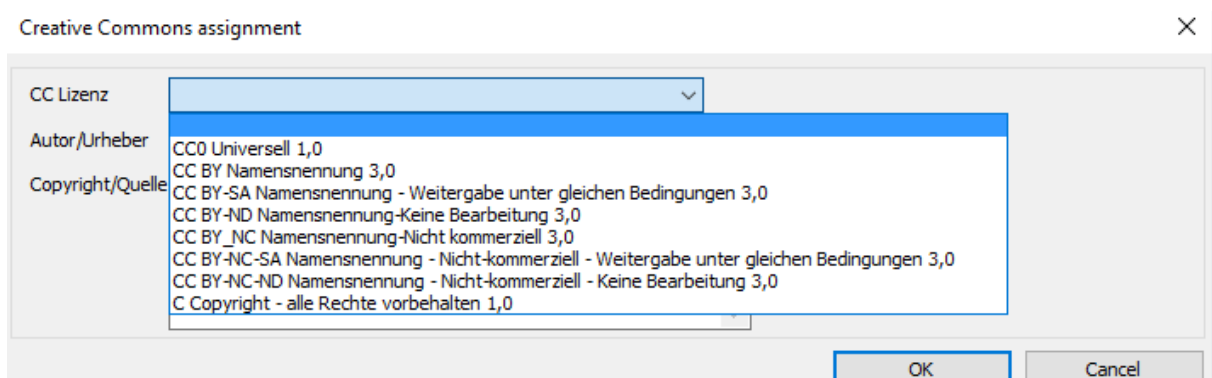 Creative Commons assignment
CC Lizenz
Autor/Urheber
CC0 Universell 1,0
CC BY Namensnennung 3,0
Copyright/Quelle
CC BY-SA Namensnennung - Weitergabe unter gleichen Bedingungen 3,0
CC BY-ND Namensnennung-Keine Bearbeitung 3,0
CC BY_NC Namensnennung-Nicht kommerziell 3,0
CC BY-NC-SA Namensnennung - Nicht-kommerziell - Weitergabe unter gleichen Bedingungen 3,0
CC BY-NC-ND Namensnennung - Nicht-kommerziell - Keine Bearbeitung 3,0
C Copyright - alle Rechte vorbehalten 1,0
OK
Cancel